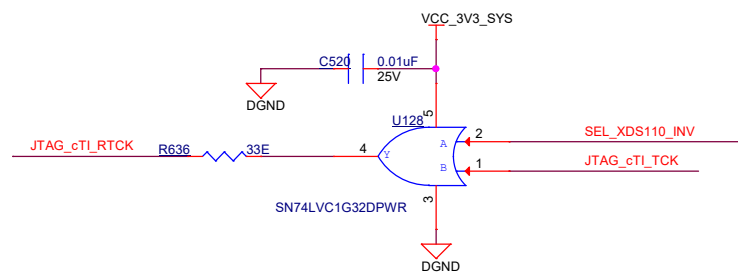 VCC_3V3_SYS
C520 0.01uF
25V
DGND
5
U128
JTAG_cTI_RTCK
R636 33E
4
Y
A
2
SEL_XDS110_INV
B
1
JTAG_cTI_TCK
3
SN74LVC1G32DPWR
DGND